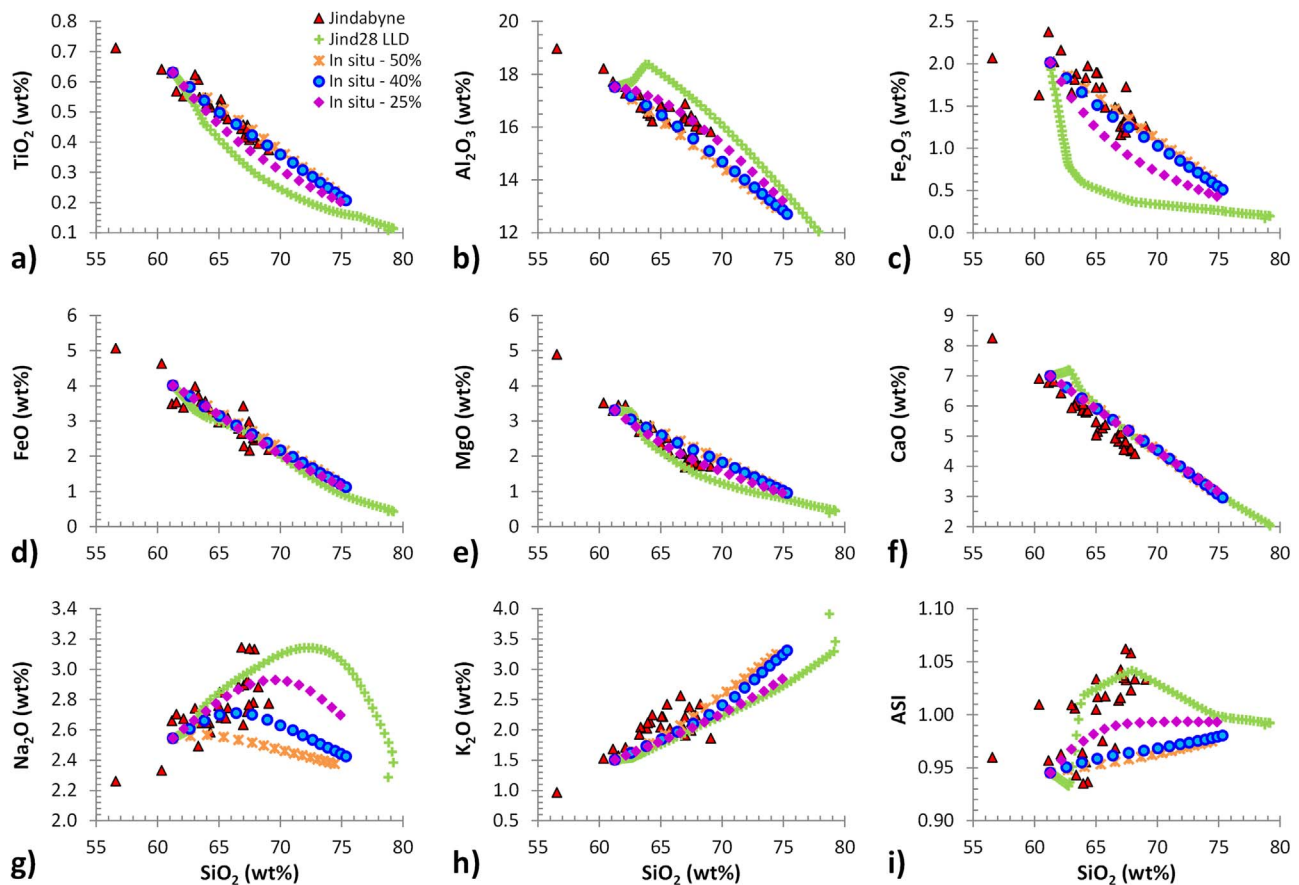 Jindabyne
Jind28 LLD
In situ - 50%
In situ - 40%
In situ - 25%
TiO₂ (wt%)
0.8
0.7
0.6
0.5
0.4
0.3
0.2
0.1
55 60 65 70 75 80
a)
Al₂O₃ (wt%)
20
18
16
14
12
55 60 65 70 75 80
b)
Fe₂O₃ (wt%)
2.5
2.0
1.5
1.0
0.5
0.0
55 60 65 70 75 80
c)
FeO (wt%)
6
5
4
3
2
1
0
55 60 65 70 75 80
d)
MgO (wt%)
6
5
4
3
2
1
0
55 60 65 70 75 80
e)
CaO (wt%)
9
8
7
6
5
4
3
2
55 60 65 70 75 80
f)
Na₂O (wt%)
3.4
3.2
3.0
2.8
2.6
2.4
2.2
2.0
55 60 65 70 75 80
g)
SiO₂ (wt%)
K₂O (wt%)
4.0
3.5
3.0
2.5
2.0
1.5
1.0
0.5
55 60 65 70 75 80
h)
SiO₂ (wt%)
ASI
1.10
1.05
1.00
0.95
0.90
55 60 65 70 75 80
i)
SiO₂ (wt%)